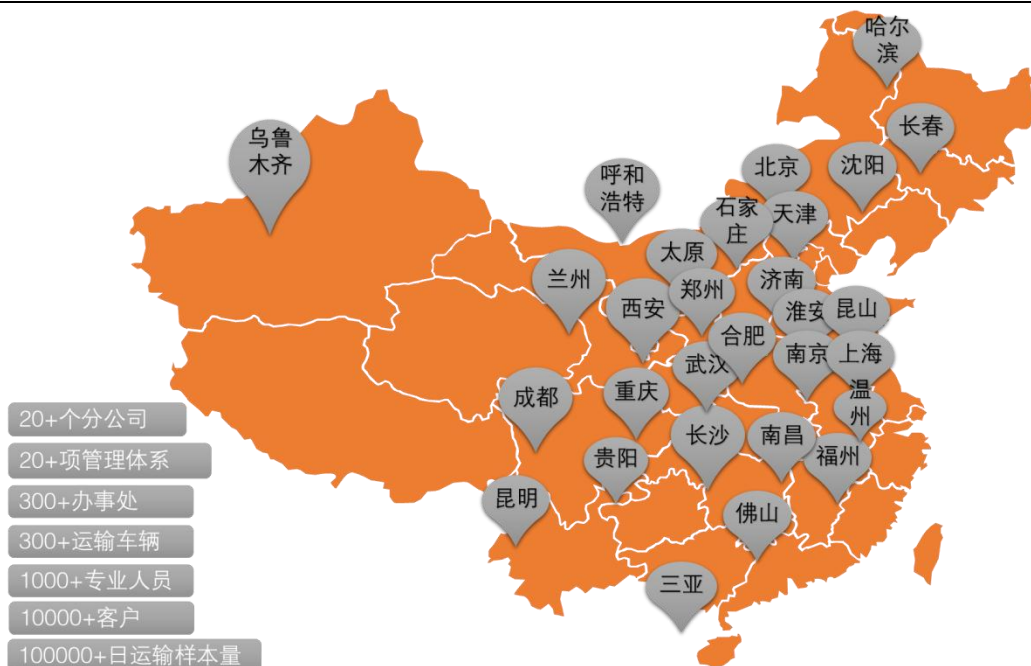 哈尔
滨
长春
乌鲁
木齐
北京
沈阳
呼和
浩特
石家
庄
天津
太原
兰州
郑州
济南
西安
淮安
昆山
合肥
武汉
南京
上海
成都
重庆
温
州
长沙
南昌
贵阳
福州
昆明
佛山
三亚
20+个分公司
20+项管理体系
300+办事处
300+运输车辆
1000+专业人员
10000+客户
100000+日运输样本量